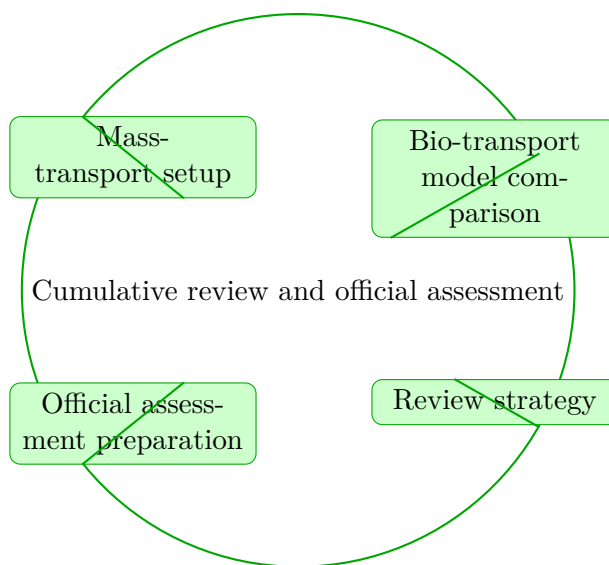 Mass-
transport setup
Bio-transport
model com-
parison
Cumulative review and official assessment
Official assess-
ment preparation
Review strategy